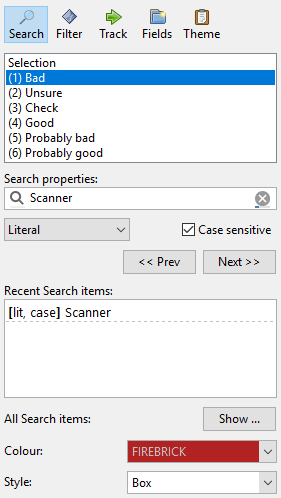 Search Filter Track Fields Theme
Selection
(1) Bad
(2) Unsure
(3) Check
(4) Good
(5) Probably bad
(6) Probably good
Search properties:
Scanner
Literal Case sensitive
<< Prev Next >>
Recent Search items:
[lit, case] Scanner
All Search items: Show ...
Colour: FIREBRICK
Style: Box